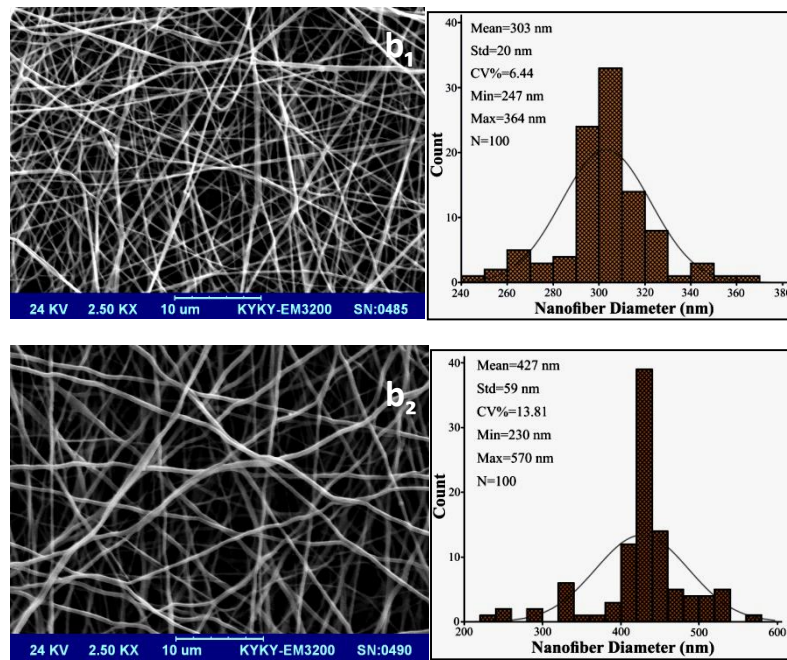 b₁
24 KV 2.50 KX 10 um KYKY-EM3200 SN:0485
Mean=303 nm
Std=20 nm
CV%=6.44
Min=247 nm
Max=364 nm
N=100
Count
40
30
20
10
0
240 260 280 300 320 340 360 380
Nanofiber Diameter (nm)
b₂
24 KV 2.50 KX 10 um KYKY-EM3200 SN:0490
Mean=427 nm
Std=59 nm
CV%=13.81
Min=230 nm
Max=570 nm
N=100
Count
40
30
20
10
0
200 300 400 500 600
Nanofiber Diameter (nm)